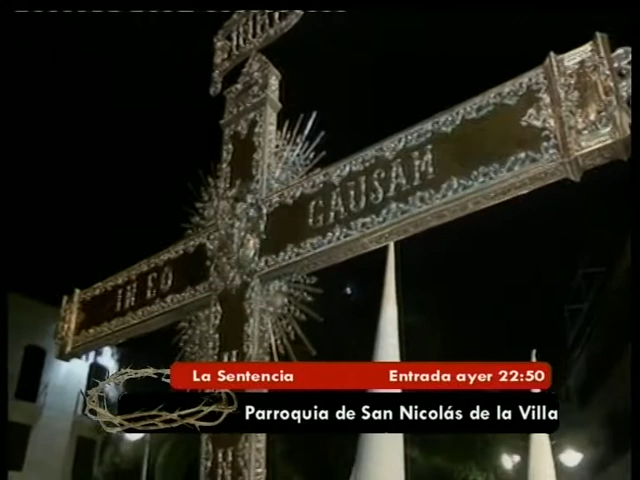 IN EO CAUSAM
La Sentencia Entrada ayer 22:50
Parroquia de San Nicolás de la Villa